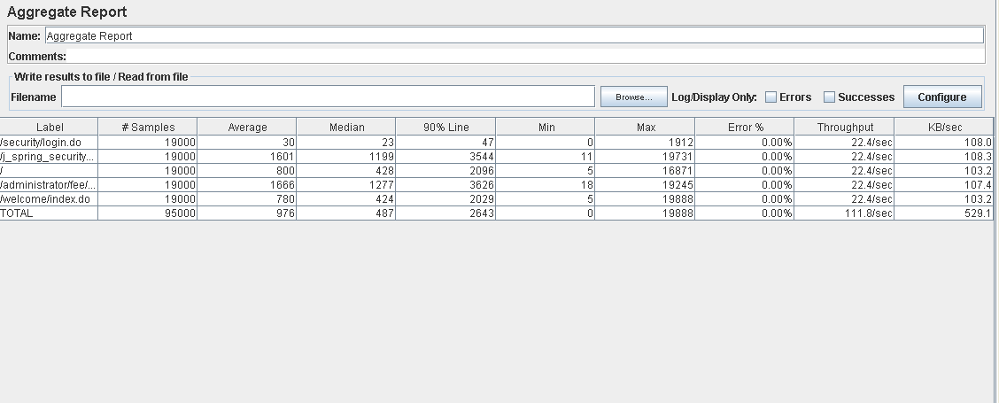 Aggregate Report
Name: Aggregate Report
Comments:
Write results to file / Read from file
Filename Browse... Log/Display Only: Errors Successes Configure
Label # Samples Average Median 90% Line Min Max Error % Throughput KB/sec
/security/login.do 19000 30 23 47 0 1912 0.00% 22.4/sec 108.0
/j_spring_security... 19000 1601 1199 3544 11 19731 0.00% 22.4/sec 108.3
/ 19000 800 428 2096 5 16871 0.00% 22.4/sec 103.2
/administrator/fee/... 19000 1666 1277 3626 18 19245 0.00% 22.4/sec 107.4
/welcome/index.do 19000 780 424 2029 5 19888 0.00% 22.4/sec 103.2
TOTAL 95000 976 487 2643 0 19888 0.00% 111.8/sec 529.1